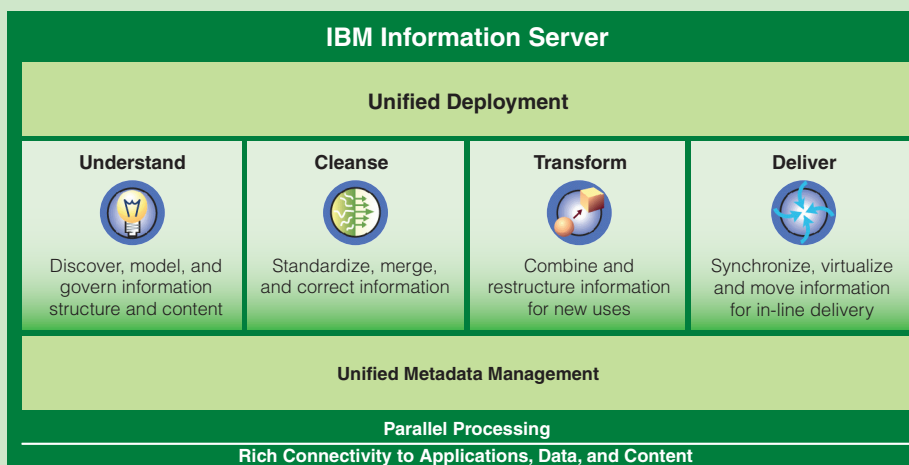 IBM Information Server
Unified Deployment
Understand
Discover, model, and
govern information
structure and content
Cleanse
Standardize, merge,
and correct information
Transform
Combine and
restructure information
for new uses
Deliver
Synchronize, virtualize
and move information
for in-line delivery
Unified Metadata Management
Parallel Processing
Rich Connectivity to Applications, Data, and Content